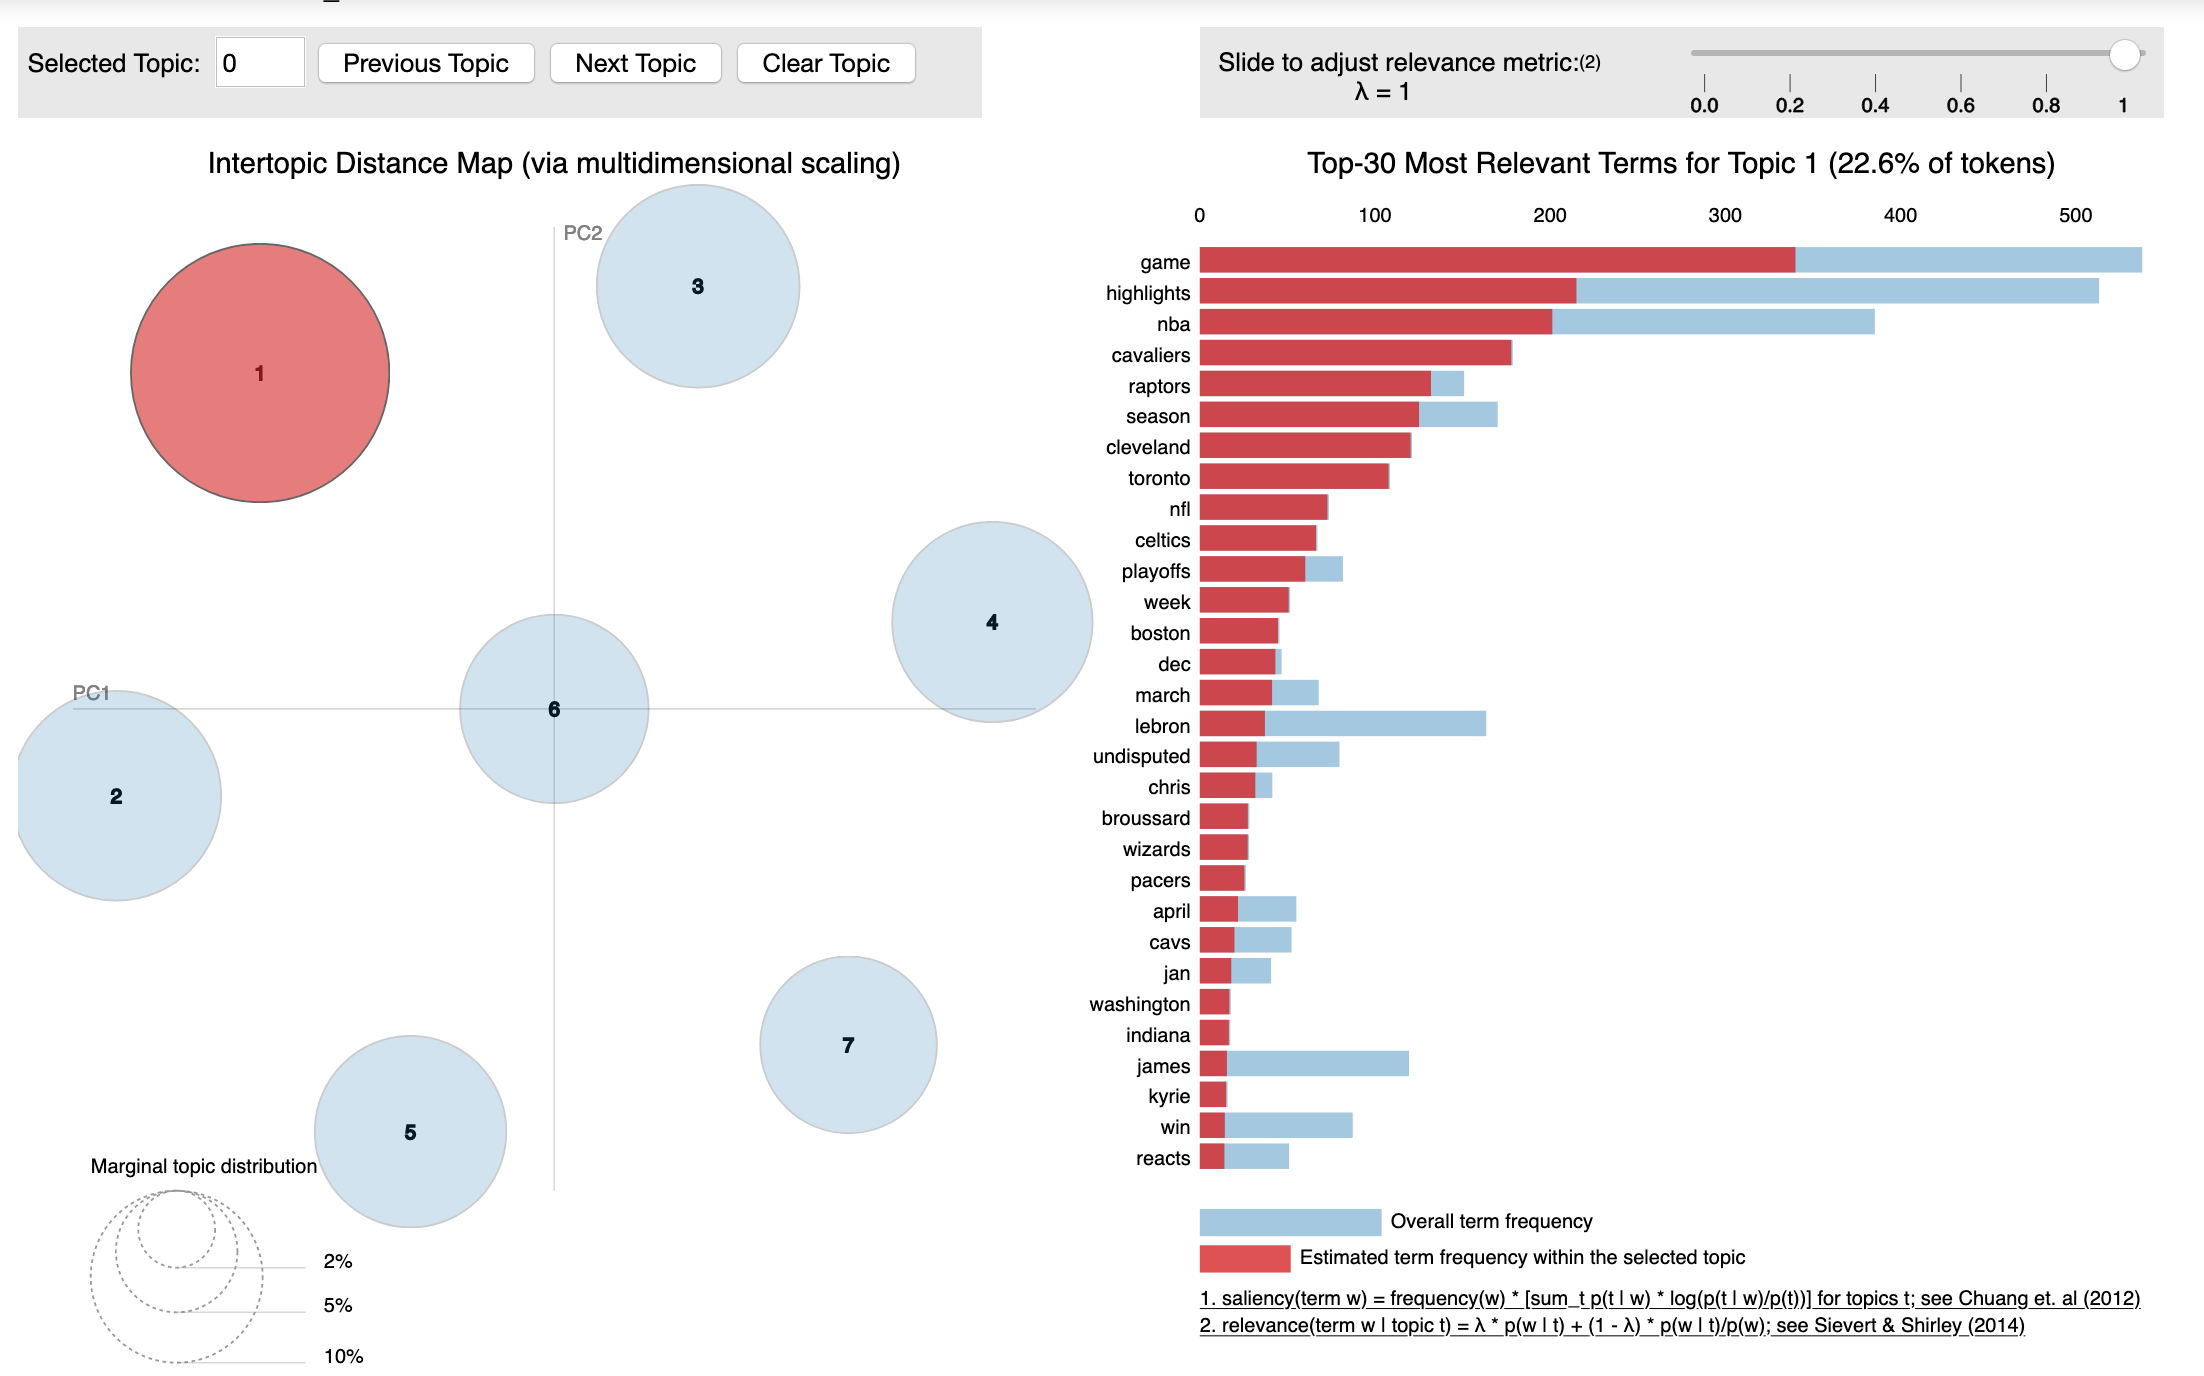 Selected Topic: 0 Previous Topic Next Topic Clear Topic
Slide to adjust relevance metric:(2)
λ = 1
0.0 0.2 0.4 0.6 0.8 1
Intertopic Distance Map (via multidimensional scaling)
PC2
3
1
4
PC1
6
2
7
5
Marginal topic distribution
2%
5%
10%
Top-30 Most Relevant Terms for Topic 1 (22.6% of tokens)
0 100 200 300 400 500
game
highlights
nba
cavaliers
raptors
season
cleveland
toronto
nfl
celtics
playoffs
week
boston
dec
march
lebron
undisputed
chris
broussard
wizards
pacers
april
cavs
jan
washington
indiana
james
kyrie
win
reacts
Overall term frequency
Estimated term frequency within the selected topic
1. saliency(term w) = frequency(w) * [sum_t p(t | w) * log(p(t | w)/p(t))] for topics t; see Chuang et. al (2012)
2. relevance(term w | topic t) = λ * p(w | t) + (1 - λ) * p(w | t)/p(w); see Sievert & Shirley (2014)